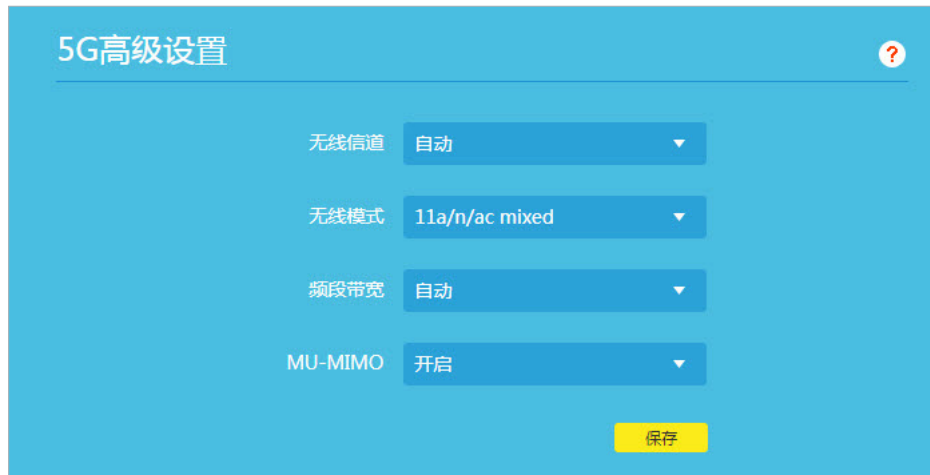 5G高级设置
?
无线信道 自动
无线模式 11a/n/ac mixed
频段带宽 自动
MU-MIMO 开启
保存